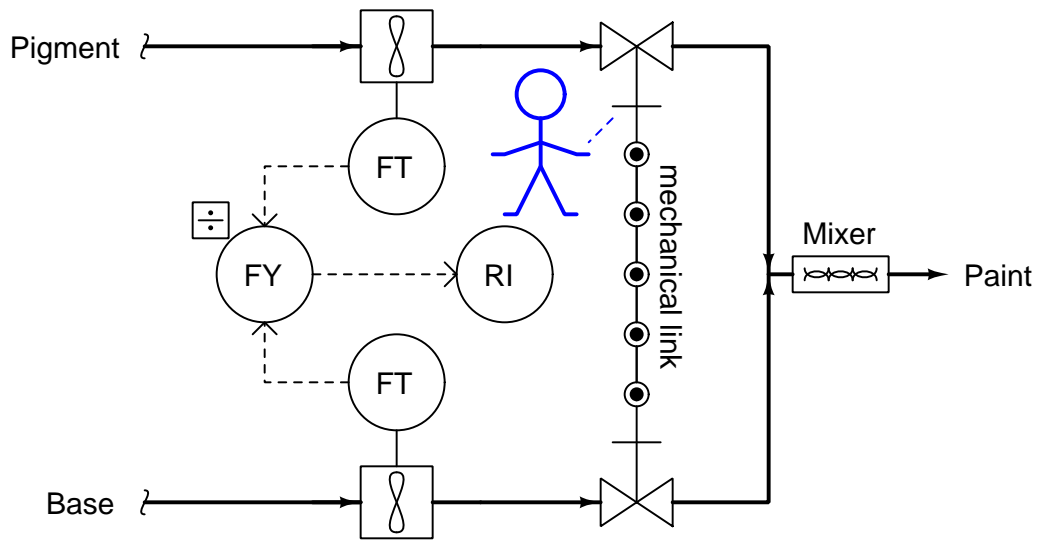 Pigment
FT
mechanical link
÷
FY
RI
Mixer
Paint
FT
Base